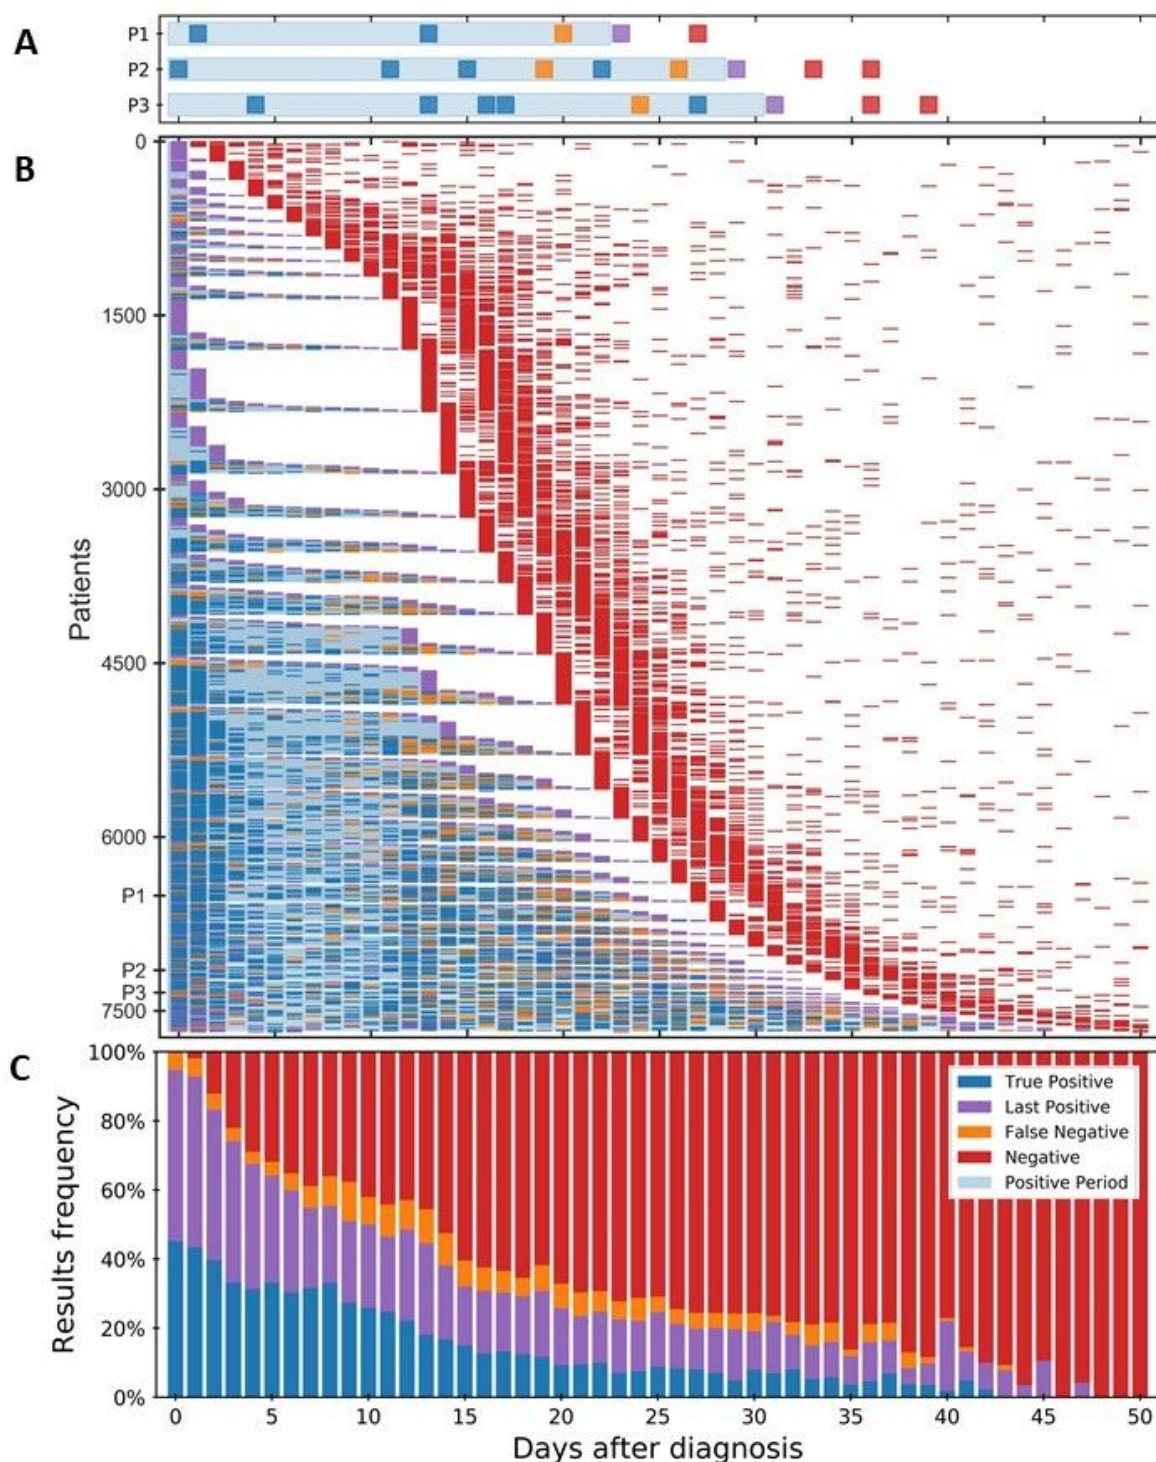 A
P1
P2
P3
B
0
1500
3000
4500
6000
P1
P2
P3
7500
Patients
C
100%
80%
60%
40%
20%
0%
Results frequency
True Positive
Last Positive
False Negative
Negative
Positive Period
0 5 10 15 20 25 30 35 40 45 50
Days after diagnosis